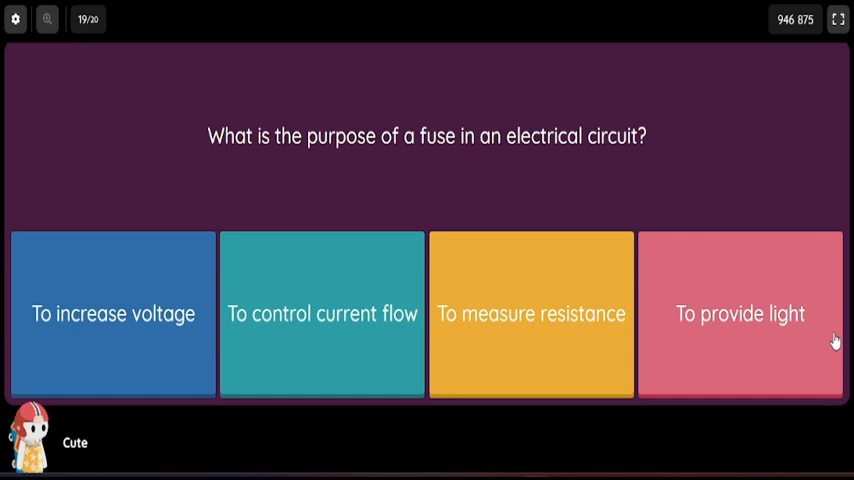 19/20
946 875
What is the purpose of a fuse in an electrical circuit?
To increase voltage
To control current flow
To measure resistance
To provide light
Cute